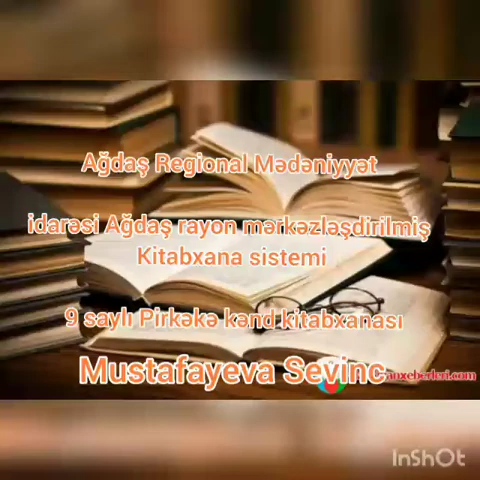 Ağdaş Regional Mədəniyyət
idarəsi Ağdaş rayon mərkəzləşdirilmiş
Kitabxana sistemi
9 saylı Pirkəkə kənd kitabxanası
Mustafayeva Sevinc
InShOt